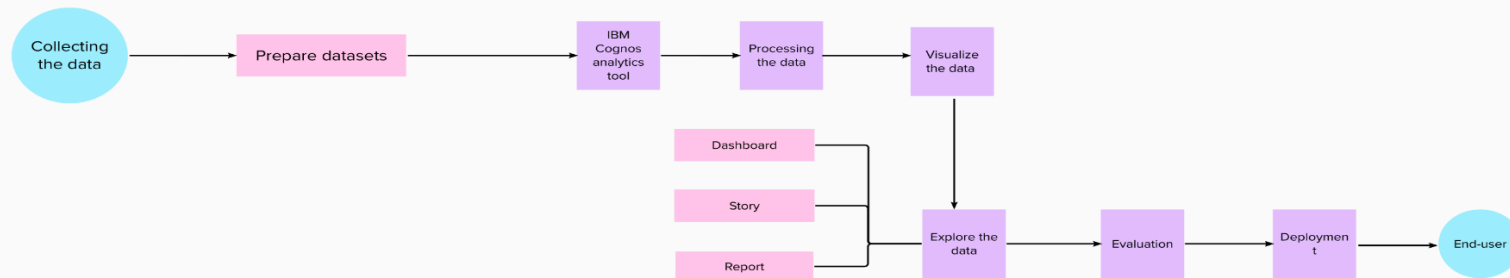 Collecting
the data
Prepare datasets
IBM
Cognos
analytics
tool
Processing
the data
Visualize
the data
Dashboard
Story
Report
Explore the
data
Evaluation
Deploymen
t
End-user